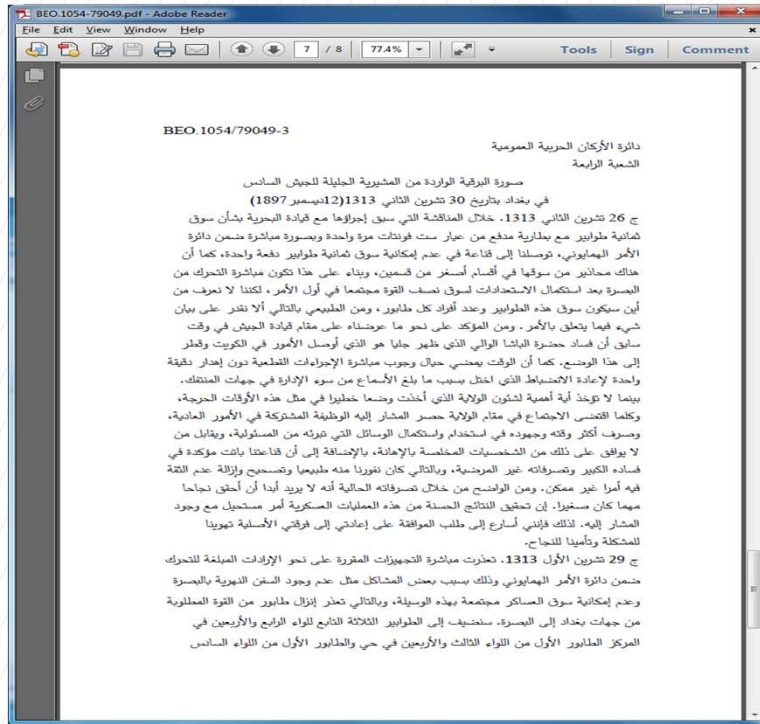 BEO.1054-79049.pdf - Adobe Reader
File Edit View Window Help
7 / 8 77.4% Tools Sign Comment
BEO.1054/79049-3
دائرة الأركان الحربية العمومية
الشعبة الرابعة
صورة البرقية الواردة من المشيرية الجليلة للجيش السادس
في بغداد بتاريخ 30 تشرين الثاني 1313(12ديسمبر 1897)
ج 26 تشرين الثاني 1313. خلال المناقشة التي سبق إجراؤها مع قيادة البحرية بشأن سوق
ثمانية طوابير مع بطارية مدفع من عيار ست فونتات مرة واحدة وبصورة مباشرة ضمن دائرة
الأمر الهمايوني، توصلنا إلى قناعة في عدم إمكانية سوق ثمانية طوابير دفعة واحدة، كما أن
هناك محاذير من سوقها في أقسام أصغر من قسمين، وبناء على هذا تكون مباشرة التحرك من
البصرة بعد استكمال الاستعدادات لسوق نصف القوة مجتمعا في أول الأمر، لكننا لا نعرف من
أين سيكون سوق هذه الطوابير وعدد أفراد كل طابور، ومن الطبيعي بالتالي ألا نقدر على بيان
شيء فيما يتعلق بالأمر. ومن المؤكد على نحو ما عرضناه على مقام قيادة الجيش في وقت
سابق أن فساد حضرة الباشا الوالي الذي ظهر جليا هو الذي أوصل الأمور في الكويت وقطر
إلى هذا الوضع. كما أن الوقت يمضي حيال وجوب مباشرة الإجراءات القطعية دون إهدار دقيقة
واحدة لإعادة الانضباط الذي اختل بسبب ما بلغ الأسماع من سوء الإدارة في جهات المنتفك.
بينما لا تؤخذ أية أهمية لشئون الولاية الذي أخذت وضعا خطيرا في مثل هذه الأوقات الحرجة،
وكلما اقتضى الاجتماع في مقام الولاية حصر المشار إليه الوظيفة المشتركة في الأمور العادية،
وصرف أكثر وقته وجهوده في استخدام واستكمال الوسائل التي تبرئه من المسئولية، ويقابل من
لا يوافق على ذلك من الشخصيات المخلصة بالإهانة، بالإضافة إلى أن قناعتنا باتت مؤكدة في
فساده الكبير وتصرفاته غير المرضية، وبالتالي كان نفورنا منه طبيعيا وتصحيح وإزالة عدم الثقة
فيه أمرا غير ممكن. ومن الواضح من خلال تصرفاته الحالية أنه لا يريد أبدا أن أحقق نجاحا
مهما كان صغيرا. إن تحقيق النتائج الحسنة من هذه العمليات العسكرية أمر مستحيل مع وجود
المشار إليه. لذلك فإنني أسارع إلى طلب الموافقة على إعادتي إلى فرقتي الأصلية تهوينا
للمشكلة وتأمينا للنجاح.
ج 29 تشرين الأول 1313. تعذرت مباشرة التجهيزات المقررة على نحو الإرادات المبلغة للتحرك
ضمن دائرة الأمر الهمايوني وذلك بسبب بعض المشاكل مثل عدم وجود السفن النهرية بالبصرة
وعدم إمكانية سوق العساكر مجتمعة بهذه الوسيلة، وبالتالي تعذر إنزال طابور من القوة المطلوبة
من جهات بغداد إلى البصرة. سنضيف إلى الطوابير الثلاثة التابع للواء الرابع والأربعين في
المركز الطابور الأول من اللواء الثالث والأربعين في حي والطابور الأول من اللواء السادس